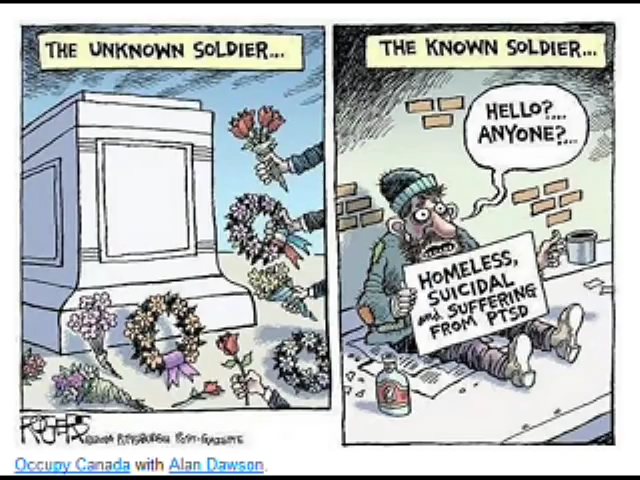 THE UNKNOWN SOLDIER...
THE KNOWN SOLDIER...
HELLO?...
ANYONE?...
HOMELESS,
SUICIDAL
and SUFFERING
FROM PTSD
ROGERS
PITTSBURGH POST-GAZETTE
Occupy Canada with Alan Dawson.